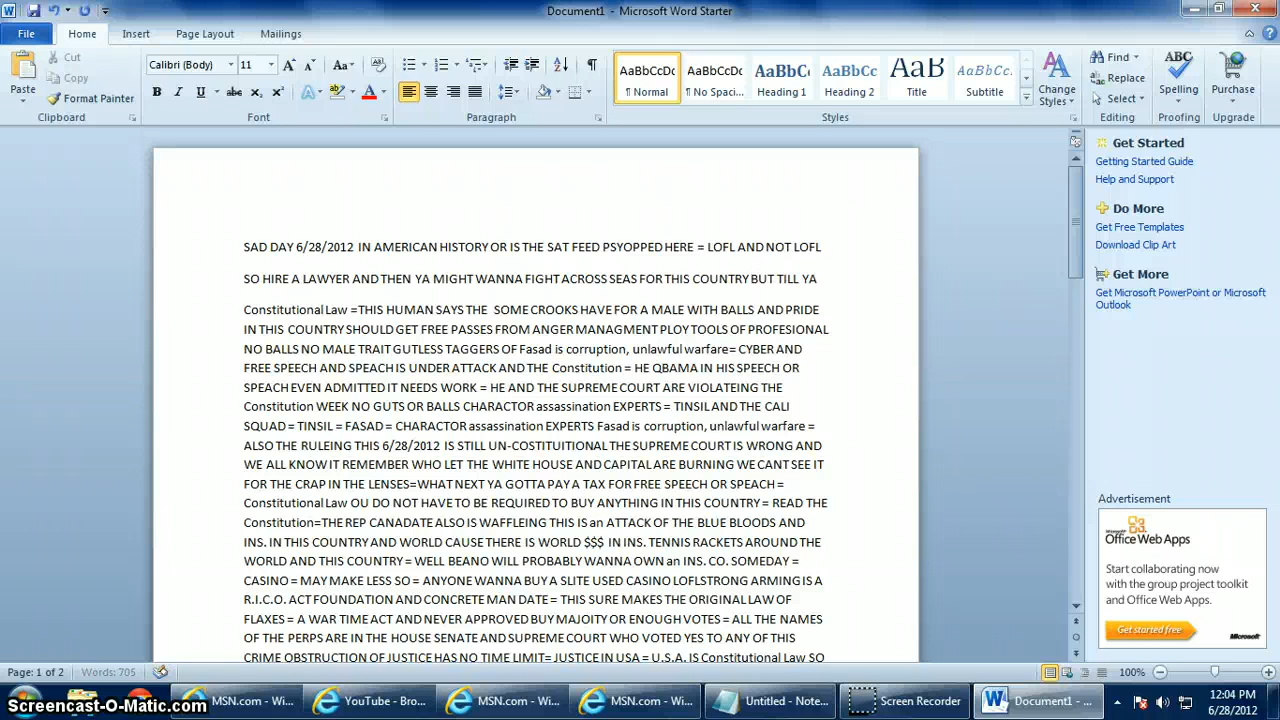 Document1 - Microsoft Word Starter
File Home Insert Page Layout Mailings
Paste
Cut
Copy
Format Painter
Clipboard
Calibri (Body) 11
Font
Paragraph
AaBbCcDc AaBbCcDc AaBbCc AaBbCc AaB AaBbCcDc
¶ Normal ¶ No Spaci... Heading 1 Heading 2 Title Subtitle
Change Styles
Styles
Find
Replace
Select
Editing
ABC
Spelling
Proofing
Purchase
Upgrade
SAD DAY 6/28/2012 IN AMERICAN HISTORY OR IS THE SAT FEED PSYOPPED HERE = LOFL AND NOT LOFL
SO HIRE A LAWYER AND THEN YA MIGHT WANNA FIGHT ACROSS SEAS FOR THIS COUNTRY BUT TILL YA
Constitutional Law =THIS HUMAN SAYS THE SOME CROOKS HAVE FOR A MALE WITH BALLS AND PRIDE
IN THIS COUNTRY SHOULD GET FREE PASSES FROM ANGER MANAGMENT PLOY TOOLS OF PROFESIONAL
NO BALLS NO MALE TRAIT GUTLESS TAGGERS OF Fasad is corruption, unlawful warfare= CYBER AND
FREE SPEECH AND SPEACH IS UNDER ATTACK AND THE Constitution = HE QBAMA IN HIS SPEECH OR
SPEACH EVEN ADMITTED IT NEEDS WORK = HE AND THE SUPREME COURT ARE VIOLATEING THE
Constitution WEEK NO GUTS OR BALLS CHARACTOR assassination EXPERTS = TINSIL AND THE CALI
SQUAD = TINSIL = FASAD = CHARACTOR assassination EXPERTS Fasad is corruption, unlawful warfare =
ALSO THE RULEING THIS 6/28/2012 IS STILL UN-COSTITUITIONAL THE SUPREME COURT IS WRONG AND
WE ALL KNOW IT REMEMBER WHO LET THE WHITE HOUSE AND CAPITAL ARE BURNING WE CANT SEE IT
FOR THE CRAP IN THE LENSES=WHAT NEXT YA GOTTA PAY A TAX FOR FREE SPEECH OR SPEACH =
Constitutional Law OU DO NOT HAVE TO BE REQUIRED TO BUY ANYTHING IN THIS COUNTRY = READ THE
Constitution=THE REP CANADATE ALSO IS WAFFLEING THIS IS an ATTACK OF THE BLUE BLOODS AND
INS. IN THIS COUNTRY AND WORLD CAUSE THERE IS WORLD $$$ IN INS. TENNIS RACKETS AROUND THE
WORLD AND THIS COUNTRY = WELL BEANO WILL PROBABLY WANNA OWN an INS. CO. SOMEDAY =
CASINO = MAY MAKE LESS SO = ANYONE WANNA BUY A SLITE USED CASINO LOFLSTRONG ARMING IS A
R.I.C.O. ACT FOUNDATION AND CONCRETE MAN DATE = THIS SURE MAKES THE ORIGINAL LAW OF
FLAXES = A WAR TIME ACT AND NEVER APPROVED BUY MAJOITY OR ENOUGH VOTES = ALL THE NAMES
OF THE PERPS ARE IN THE HOUSE SENATE AND SUPREME COURT WHO VOTED YES TO ANY OF THIS
CRIME OBSTRUCTION OF JUSTICE HAS NO TIME LIMIT= JUSTICE IN USA = U.S.A. IS Constitutional Law SO
Get Started
Getting Started Guide
Help and Support
Do More
Get Free Templates
Download Clip Art
Get More
Get Microsoft PowerPoint or Microsoft
Outlook
Advertisement
Office Web Apps
Start collaborating now
with the group project toolkit
and Office Web Apps.
Get started free
Microsoft
Page: 1 of 2 Words: 705
100%
MSN.com - Wi...
YouTube - Bro...
MSN.com - Wi...
MSN.com - Wi...
Untitled - Note...
Screen Recorder
Document1 - ...
12:04 PM
6/28/2012
Screencast-O-Matic.com